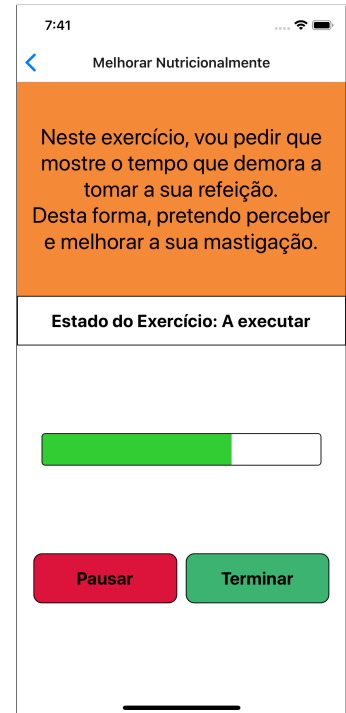 7:41
Melhorar Nutricionalmente
Neste exercício, vou pedir que
mostre o tempo que demora a
tomar a sua refeição.
Desta forma, pretendo perceber
e melhorar a sua mastigação.
Estado do Exercício: A executar
Pausar
Terminar